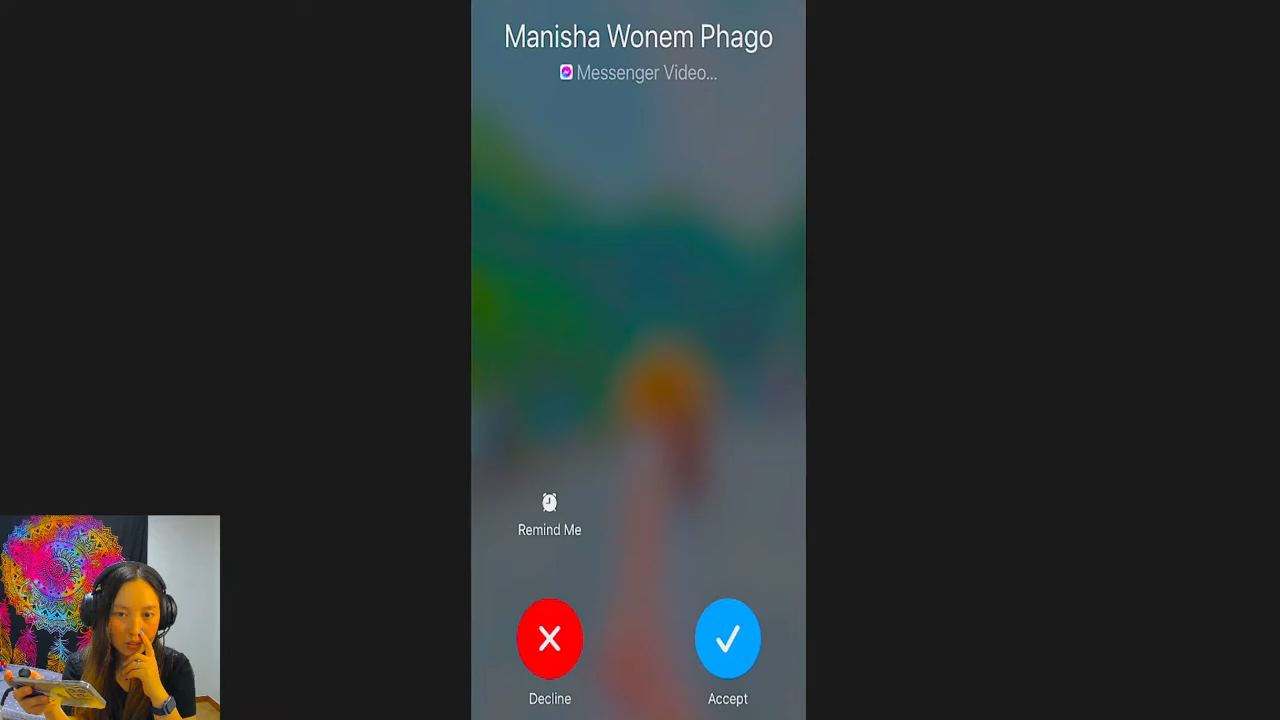 Manisha Wonem Phago
Messenger Video...
Remind Me
Decline
Accept